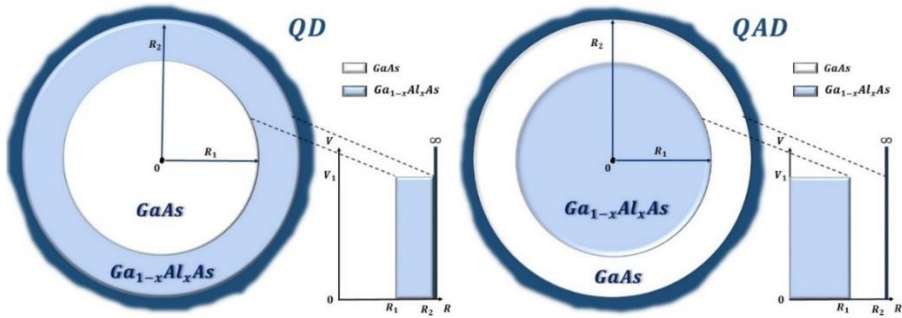 QD
R₂
GaAs
Ga₁₋ₓAlₓAs
R₁
0
GaAs
Ga₁₋ₓAlₓAs
V
∞
V₁
0
R₁
R₂
R
QAD
R₂
GaAs
Ga₁₋ₓAlₓAs
R₁
0
Ga₁₋ₓAlₓAs
GaAs
V
∞
V₁
0
R₁
R₂
R